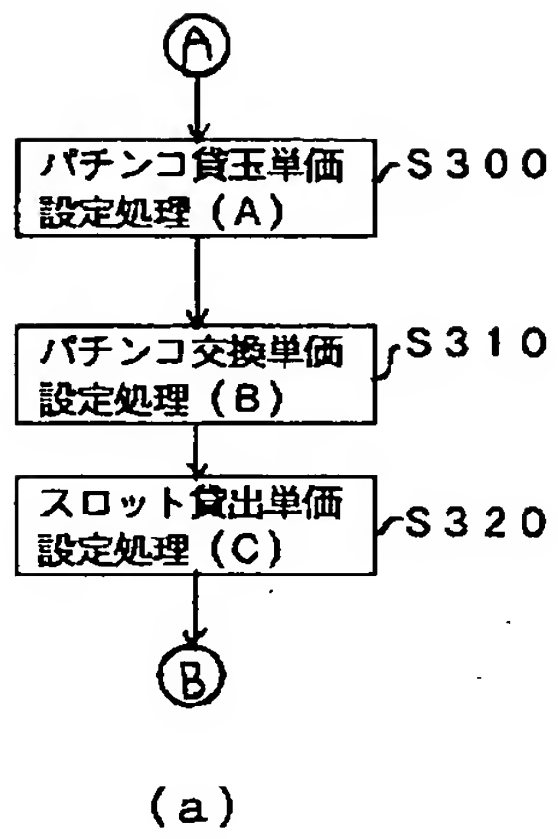 A
パチンコ貸玉単価
設定処理（A）
S300
パチンコ交換単価
設定処理（B）
S310
スロット貸出単価
設定処理（C）
S320
B
(a)